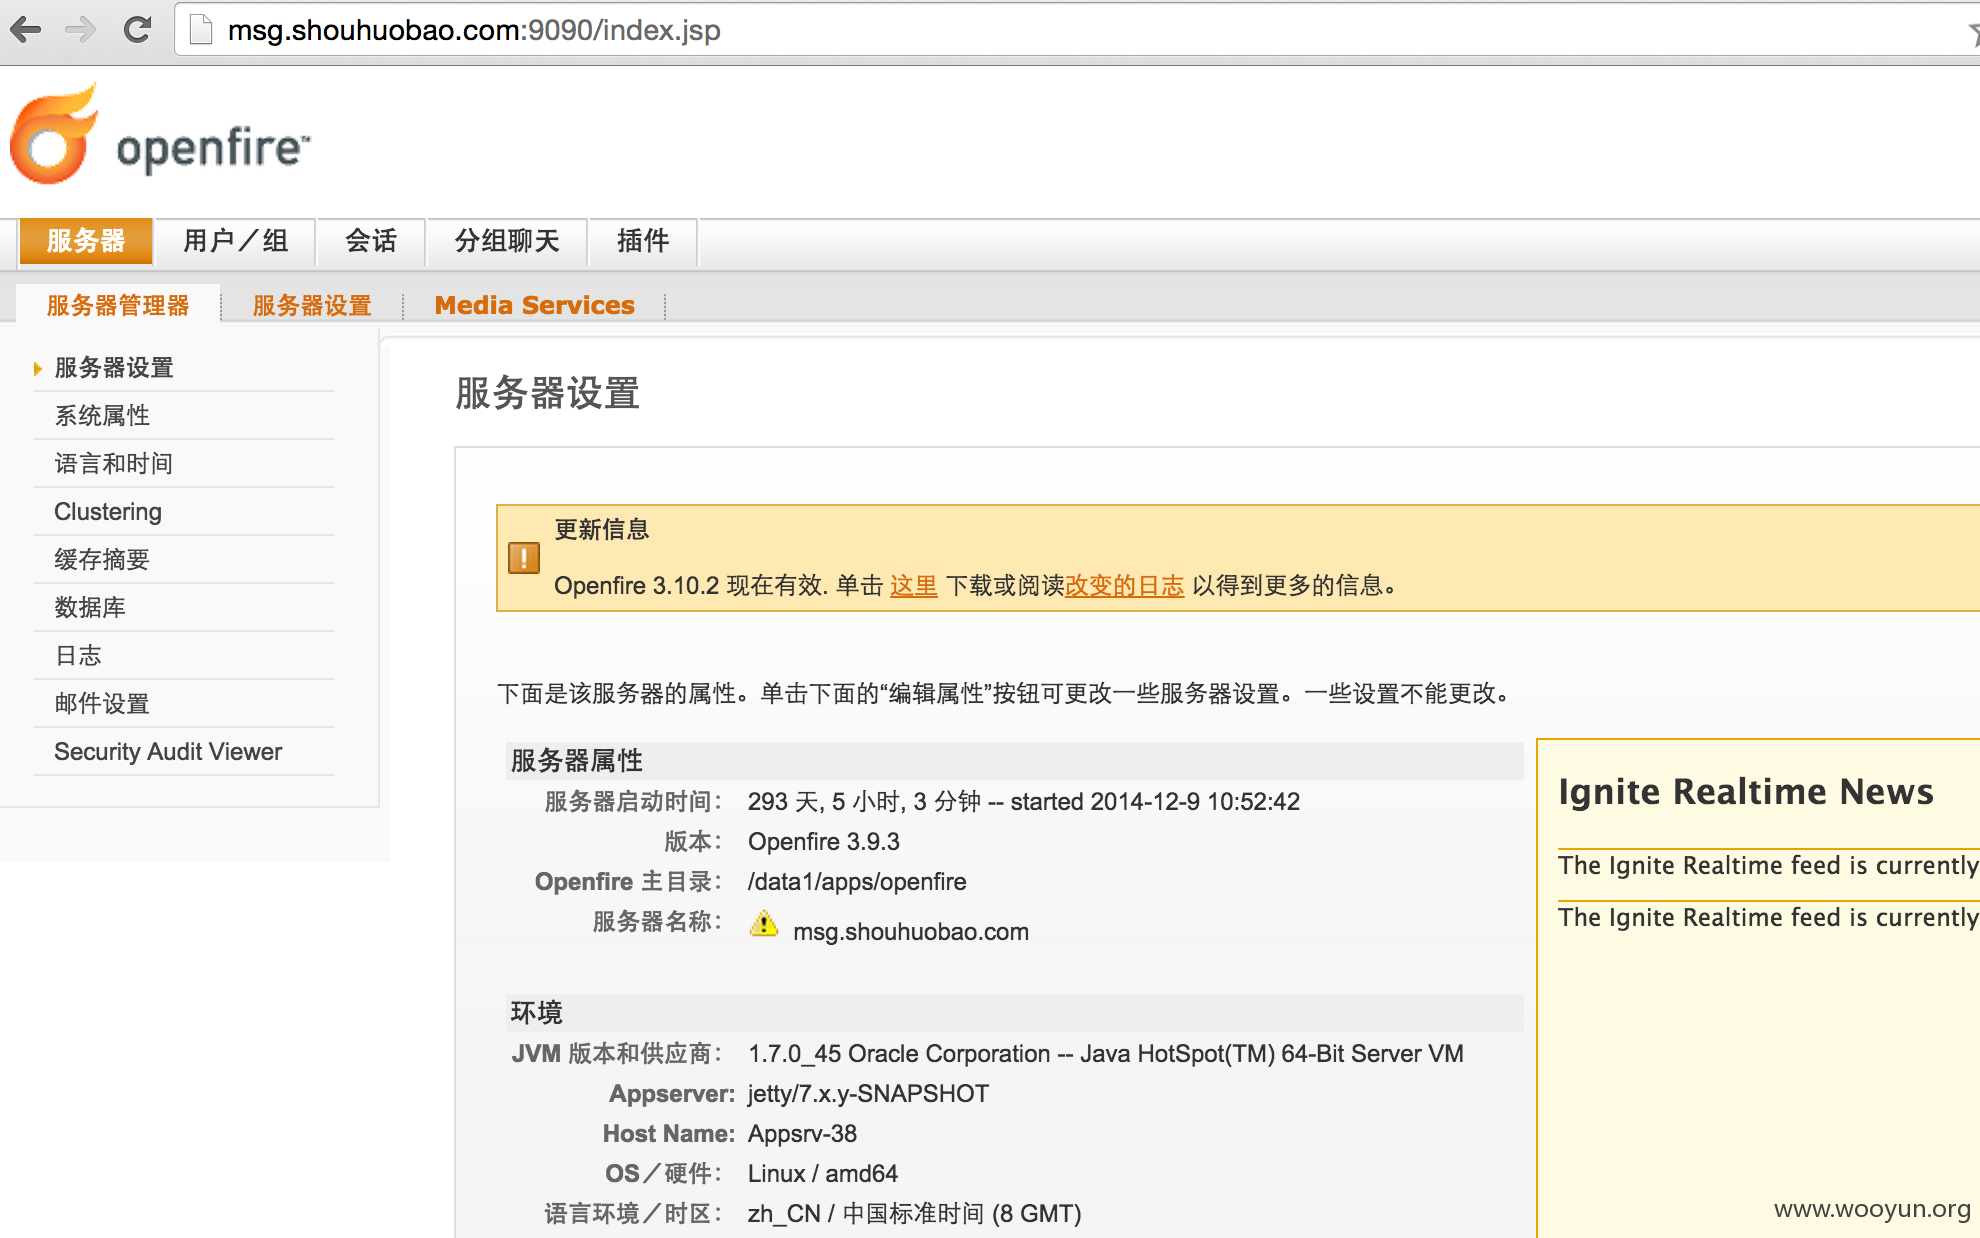 msg.shouhuobao.com:9090/index.jsp
openfire™
服务器 用户／组 会话 分组聊天 插件
服务器管理器 服务器设置 Media Services
服务器设置
系统属性
语言和时间
Clustering
缓存摘要
数据库
日志
邮件设置
Security Audit Viewer
服务器设置
更新信息
Openfire 3.10.2 现在有效. 单击 这里 下载或阅读改变的日志 以得到更多的信息。
下面是该服务器的属性。单击下面的“编辑属性”按钮可更改一些服务器设置。一些设置不能更改。
服务器属性
服务器启动时间： 293 天, 5 小时, 3 分钟 -- started 2014-12-9 10:52:42
版本： Openfire 3.9.3
Openfire 主目录： /data1/apps/openfire
服务器名称： msg.shouhuobao.com
环境
JVM 版本和供应商： 1.7.0_45 Oracle Corporation -- Java HotSpot(TM) 64-Bit Server VM
Appserver: jetty/7.x.y-SNAPSHOT
Host Name: Appsrv-38
OS／硬件： Linux / amd64
语言环境／时区： zh_CN / 中国标准时间 (8 GMT)
Ignite Realtime News
The Ignite Realtime feed is currently
The Ignite Realtime feed is currently
www.wooyun.org